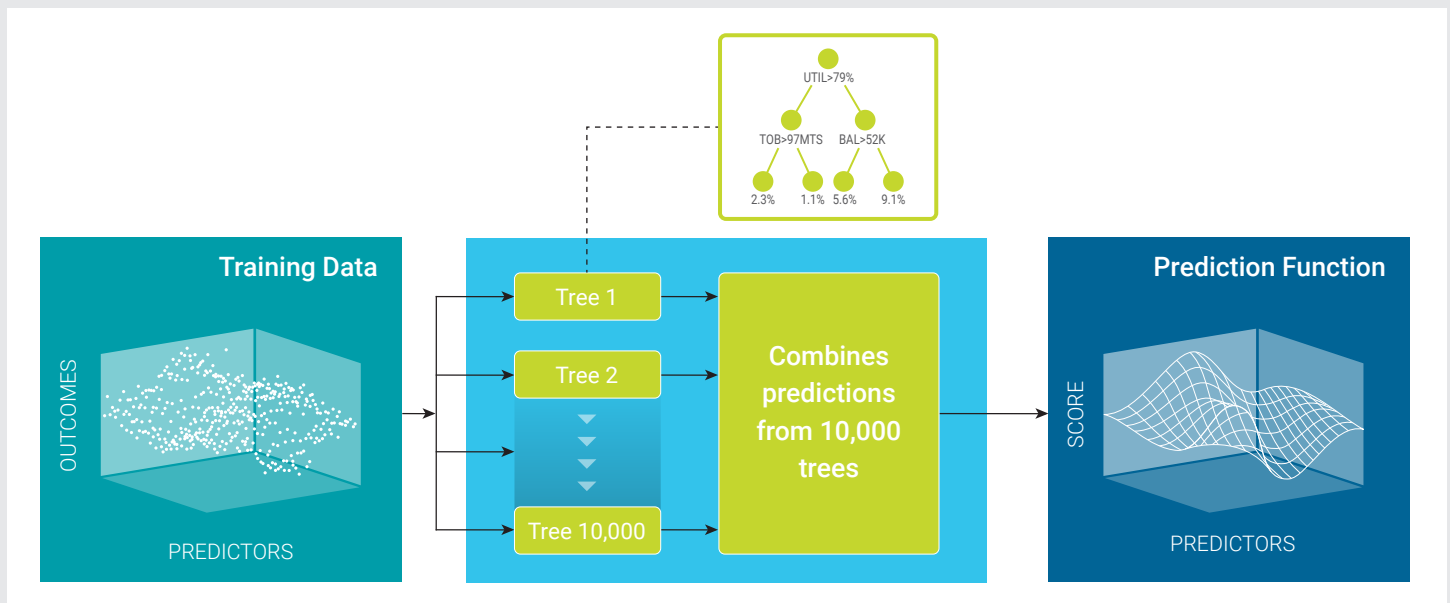 UTIL>79%
TOB>97MTS BAL>52K
2.3% 1.1% 5.6% 9.1%
Training Data
OUTCOMES
PREDICTORS
Tree 1
Tree 2
Tree 10,000
Combines
predictions
from 10,000
trees
Prediction Function
SCORE
PREDICTORS